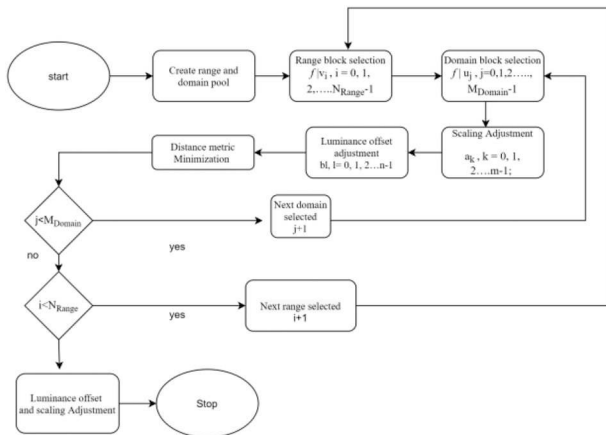 start
Create range and
domain pool
Range block selection
f |vi , i = 0, 1,
2,.....NRange-1
Domain block selection
f | uj , j=0,1,2.....,
MDomain-1
Scaling Adjustment
ak , k = 0, 1,
2....m-1;
Luminance offset
adjustment
bl, l= 0, 1, 2...n-1
Distance metric
Minimization
j<MDomain
yes
Next domain
selected
j+1
no
i<NRange
yes
Next range selected
i+1
Luminance offset
and scaling Adjustment
Stop